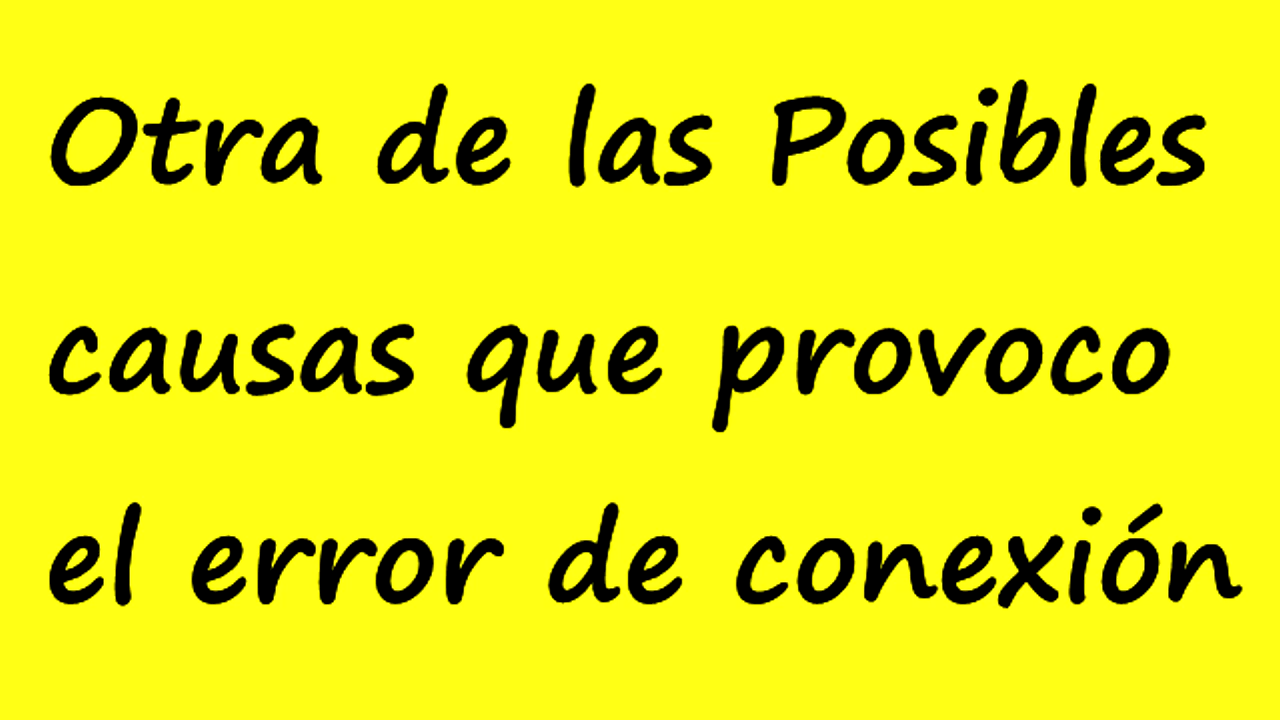 Otra de las Posibles
causas que provoco
el error de conexión